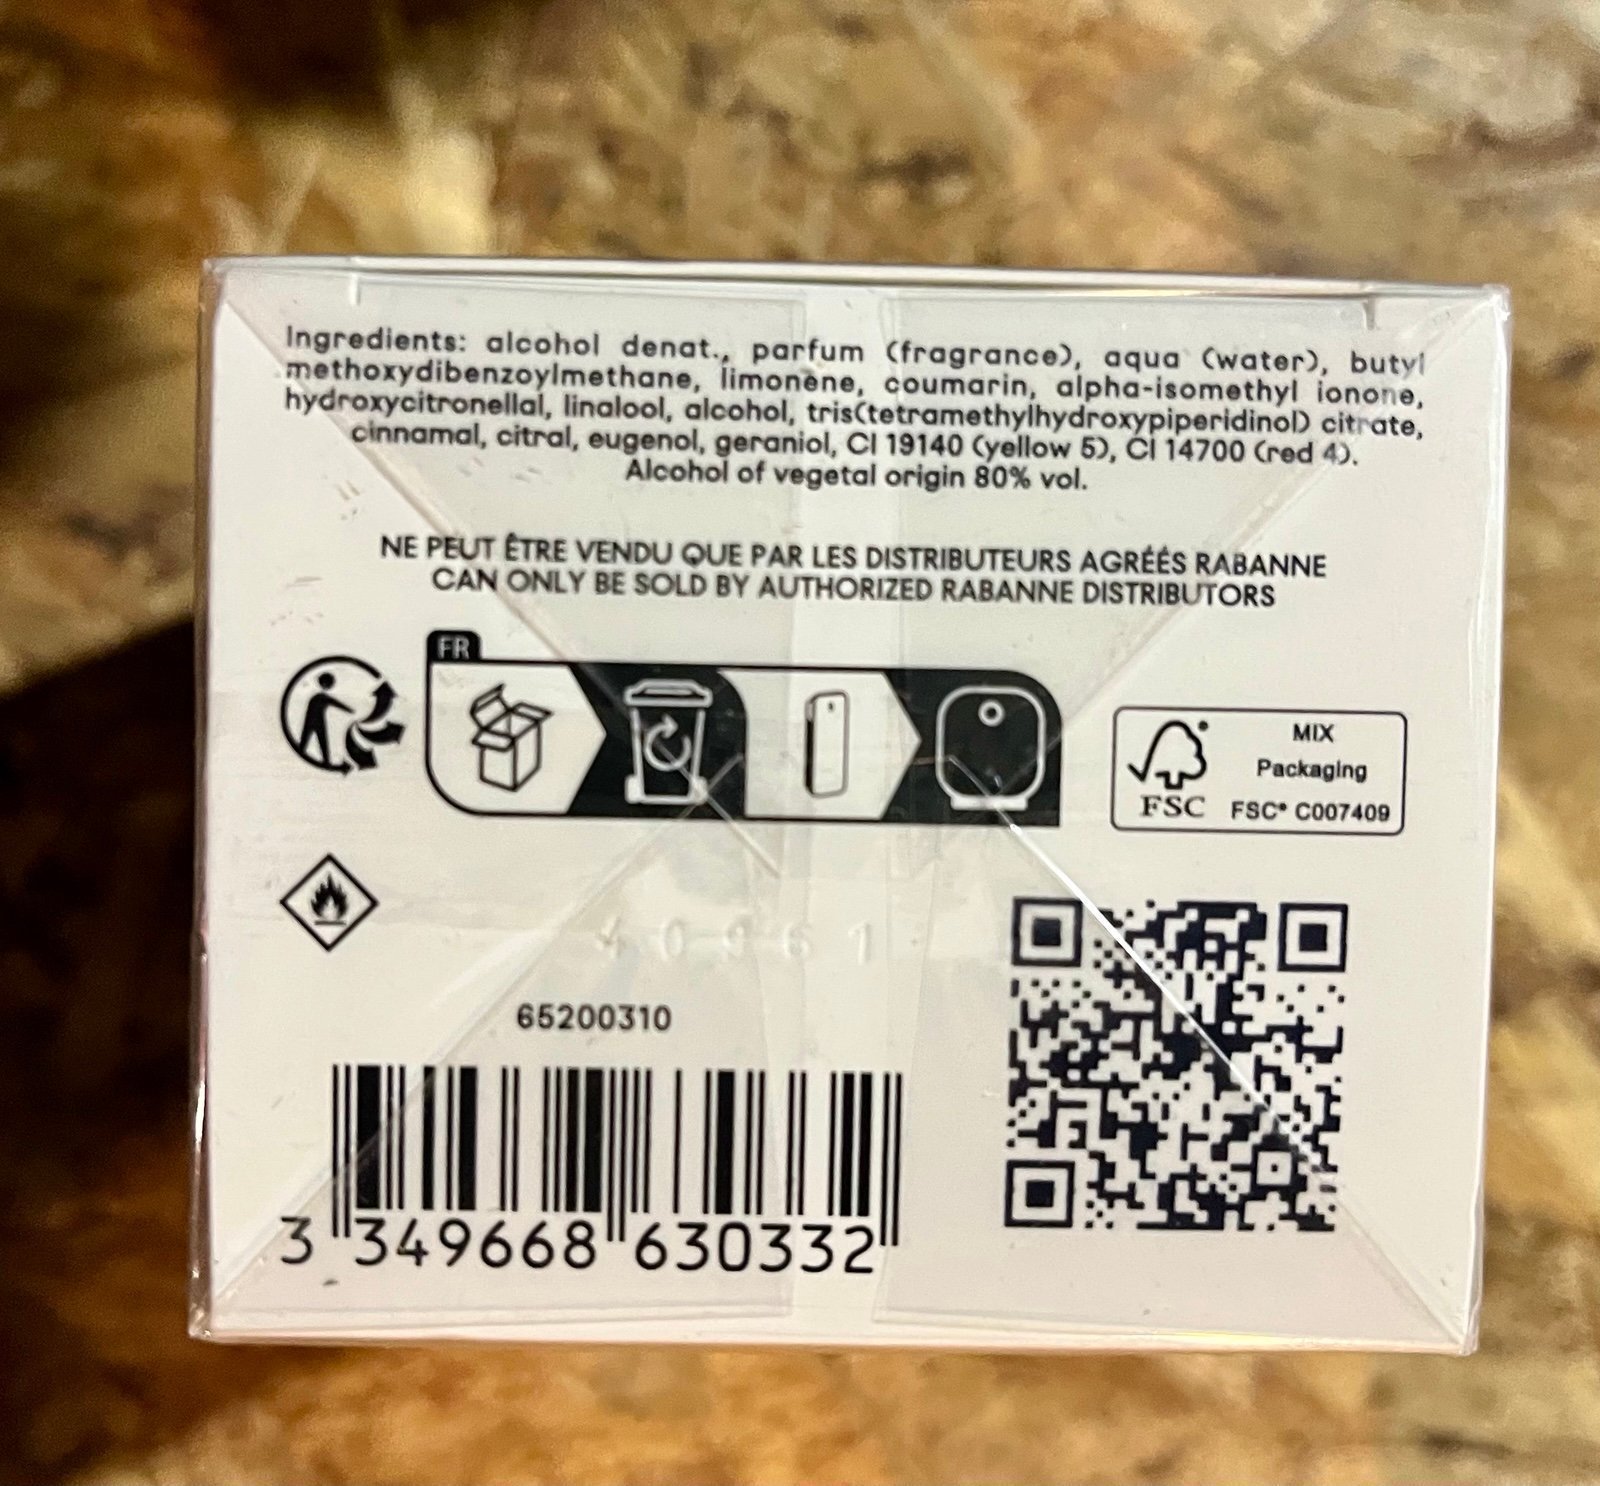 Ingredients: alcohol denat., parfum (fragrance), aqua (water), butyl
methoxydibenzoylmethane, limonene, coumarin, alpha-isomethyl ionone,
hydroxycitronellal, linalool, alcohol, tris(tetramethylhydroxypiperidinol) citrate,
cinnamal, citral, eugenol, geraniol, CI 19140 (yellow 5), CI 14700 (red 4).
Alcohol of vegetal origin 80% vol.
NE PEUT ÊTRE VENDU QUE PAR LES DISTRIBUTEURS AGRÉÉS RABANNE
CAN ONLY BE SOLD BY AUTHORIZED RABANNE DISTRIBUTORS
FR
MIX
Packaging
FSC
FSC® C007409
65200310
3 349668 630332